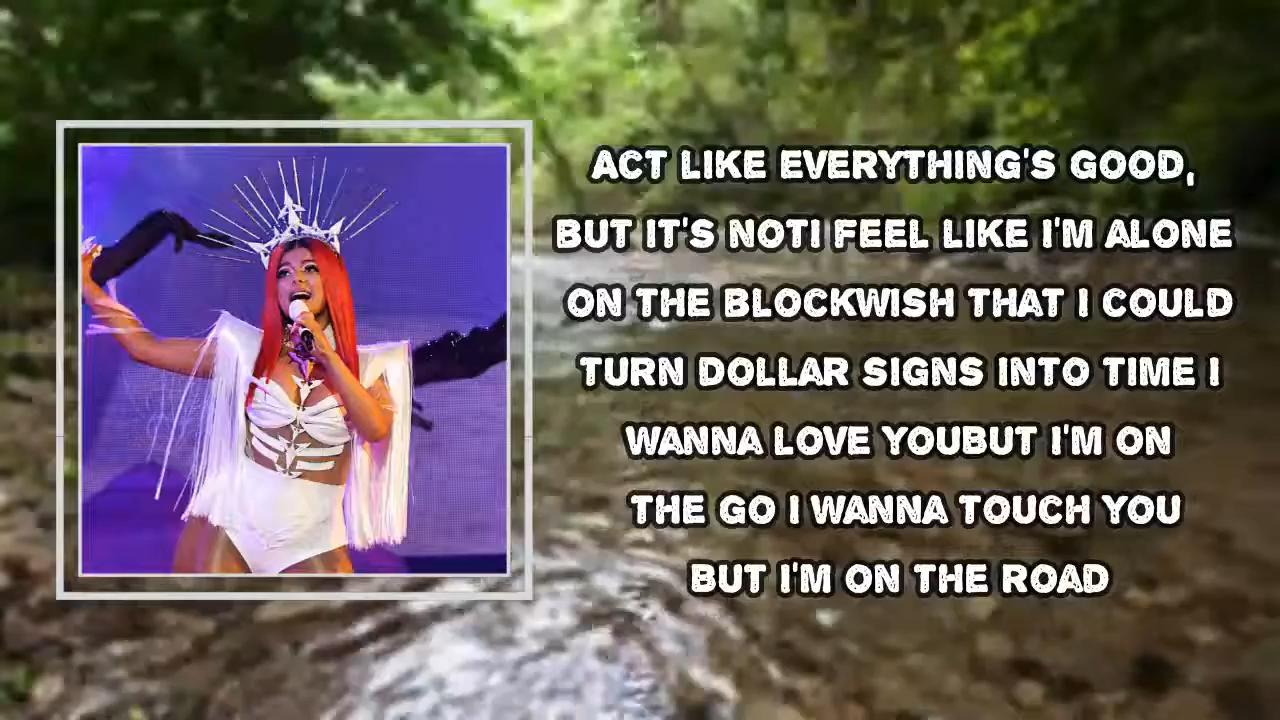 ACT LIKE EVERYTHING'S GOOD,
BUT IT'S NOTI FEEL LIKE I'M ALONE
ON THE BLOCKWISH THAT I COULD
TURN DOLLAR SIGNS INTO TIME I
WANNA LOVE YOUBUT I'M ON
THE GO I WANNA TOUCH YOU
BUT I'M ON THE ROAD